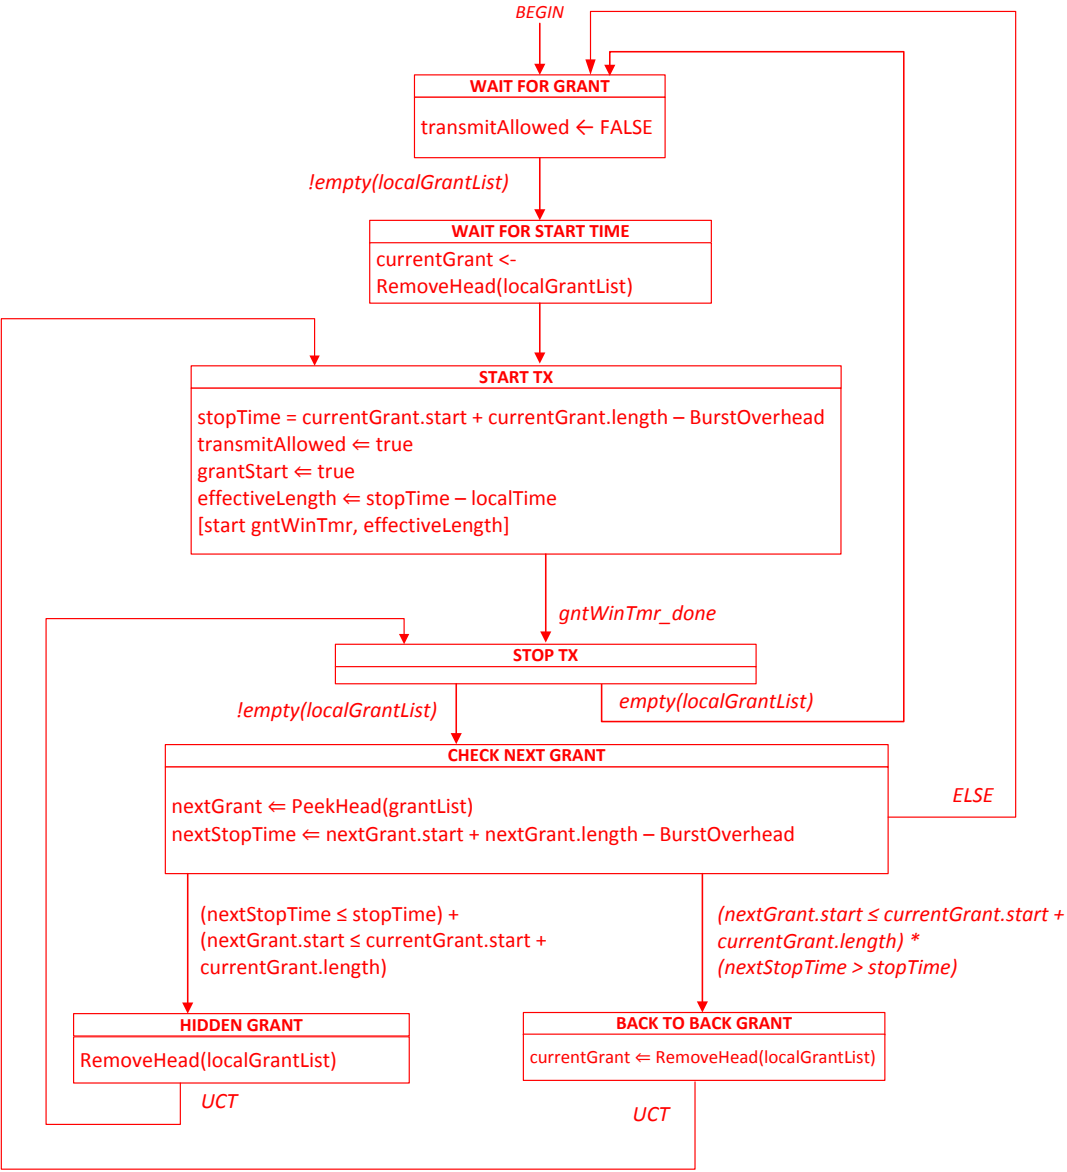 BEGIN
WAIT FOR GRANT
transmitAllowed ← FALSE
!empty(localGrantList)
WAIT FOR START TIME
currentGrant <-
RemoveHead(localGrantList)
START TX
stopTime = currentGrant.start + currentGrant.length – BurstOverhead
transmitAllowed ⇐ true
grantStart ⇐ true
effectiveLength ⇐ stopTime – localTime
[start gntWinTmr, effectiveLength]
gntWinTmr_done
STOP TX
!empty(localGrantList)
empty(localGrantList)
CHECK NEXT GRANT
nextGrant ⇐ PeekHead(grantList)
nextStopTime ⇐ nextGrant.start + nextGrant.length – BurstOverhead
ELSE
(nextStopTime ≤ stopTime) +
(nextGrant.start ≤ currentGrant.start +
currentGrant.length)
(nextGrant.start ≤ currentGrant.start +
currentGrant.length) *
(nextStopTime > stopTime)
HIDDEN GRANT
RemoveHead(localGrantList)
UCT
BACK TO BACK GRANT
currentGrant ⇐ RemoveHead(localGrantList)
UCT